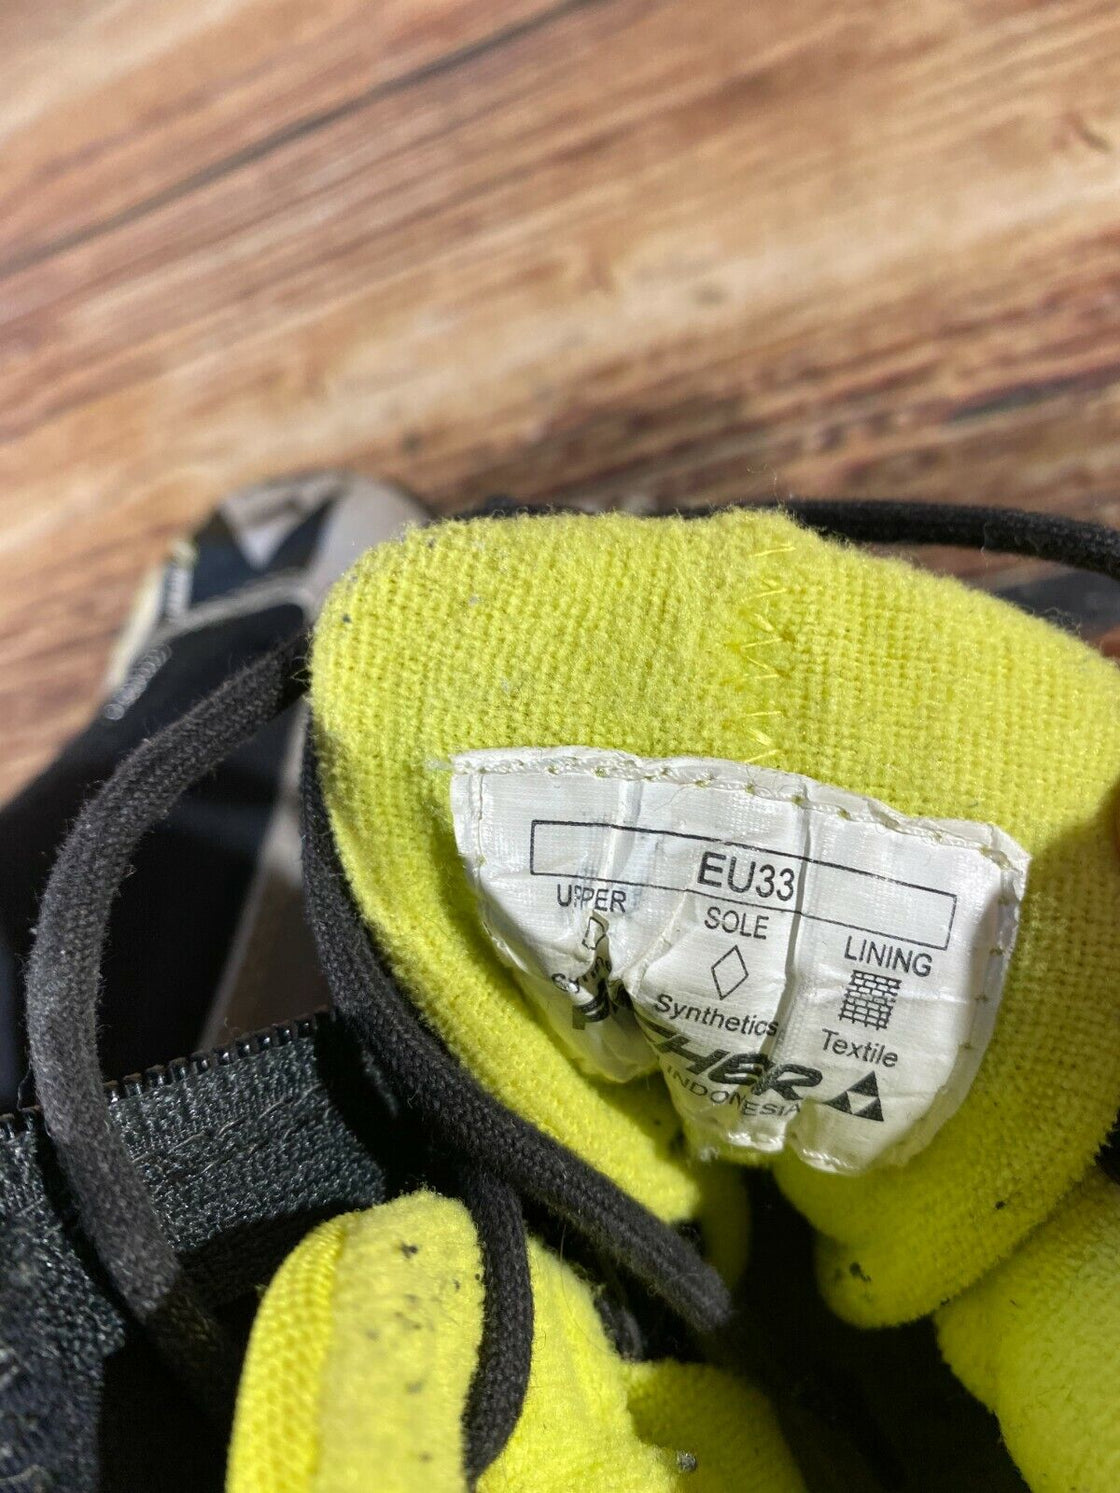 EU33
UPPER
SOLE
LINING
Synthetics
Textile
INDONESIA